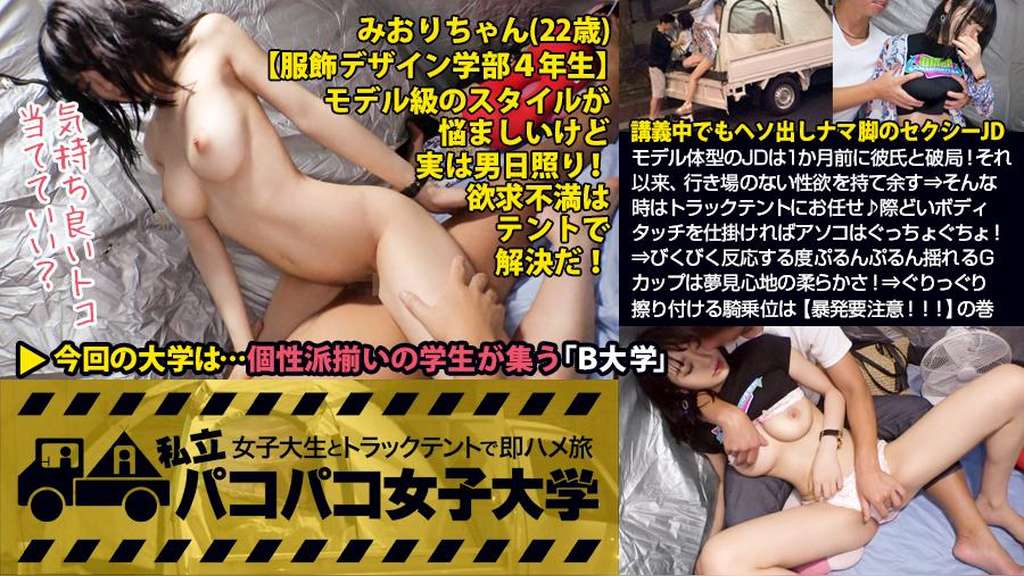 みおりちゃん(22歳)
【服飾デザイン学部4年生】
モデル級のスタイルが
悩ましいけど
実は男日照り!
欲求不満は
テントで
解決だ!
気持ち良いトコ
当てていい?
講義中でもヘソ出しナマ脚のセクシーJD
モデル体型のJDは1か月前に彼氏と破局!それ
以来、行き場のない性欲を持て余す⇒そんな
時はトラックテントにお任せ♪際どいボディ
タッチを仕掛ければアソコはぐっちょぐちょ!
⇒びくびく反応する度ぷるんぷるん揺れるG
カップは夢見心地の柔らかさ!⇒ぐりっぐり
擦り付ける騎乗位は【暴発要注意!!!】の巻
▶今回の大学は…個性派揃いの学生が集う「B大学」
私立 女子大生とトラックテントで即ハメ旅
パコパコ女子大学